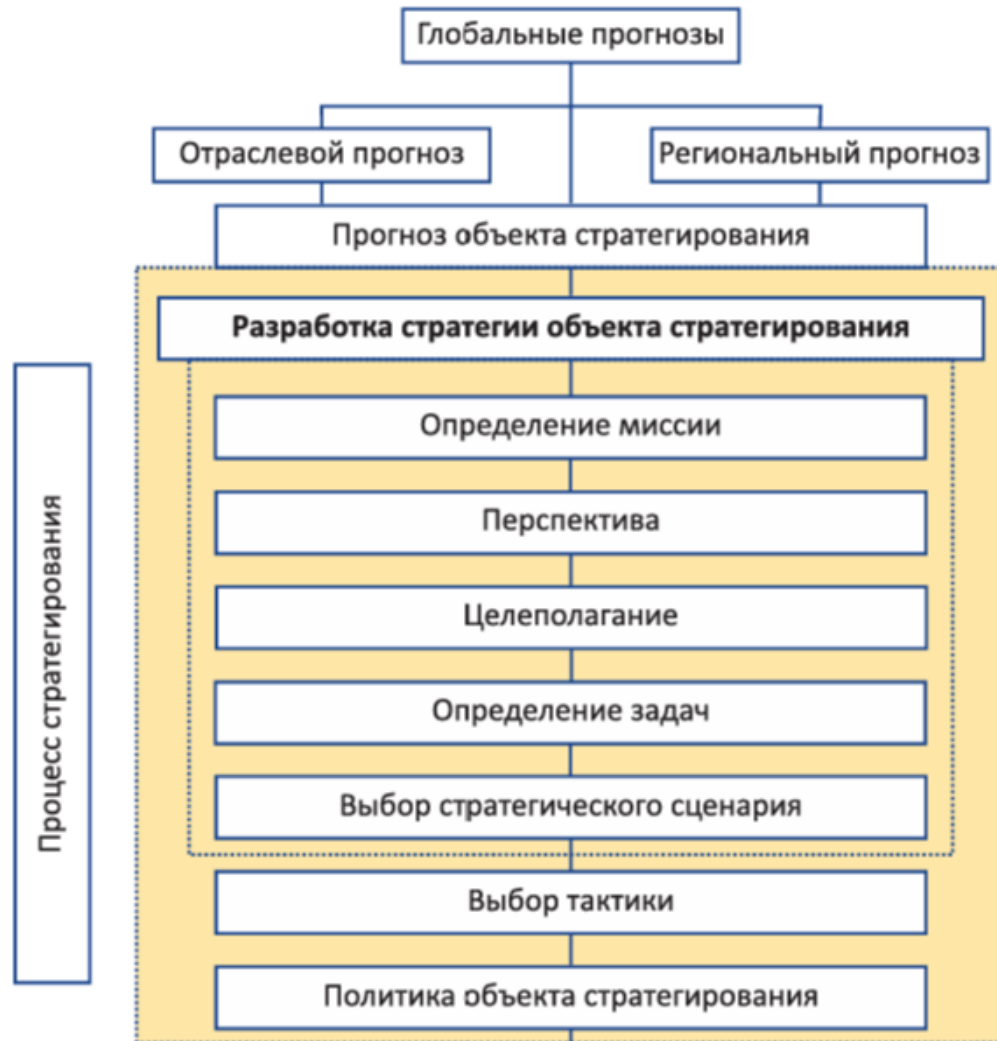 Глобальные прогнозы
Отраслевой прогноз
Региональный прогноз
Прогноз объекта стратегирования
Разработка стратегии объекта стратегирования
Процесс стратегирования
Определение миссии
Перспектива
Целеполагание
Определение задач
Выбор стратегического сценария
Выбор тактики
Политика объекта стратегирования